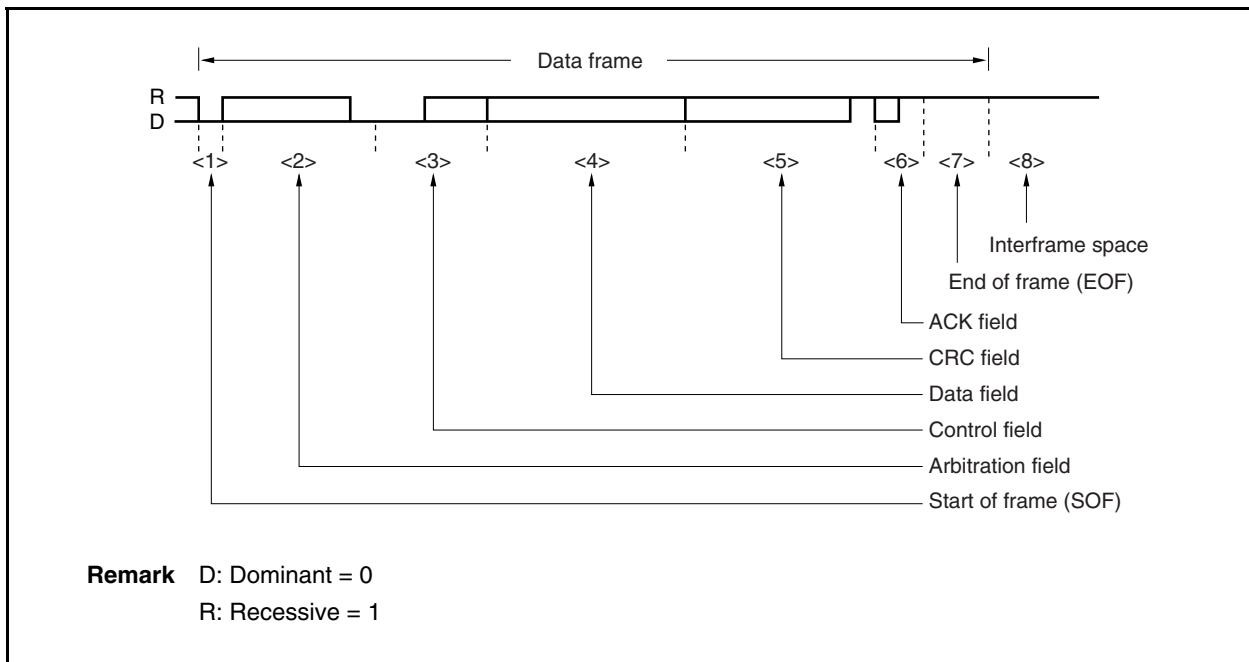 Data frame
R
D
<1> <2> <3> <4> <5> <6> <7> <8>
Interframe space
End of frame (EOF)
ACK field
CRC field
Data field
Control field
Arbitration field
Start of frame (SOF)
Remark D: Dominant = 0
R: Recessive = 1